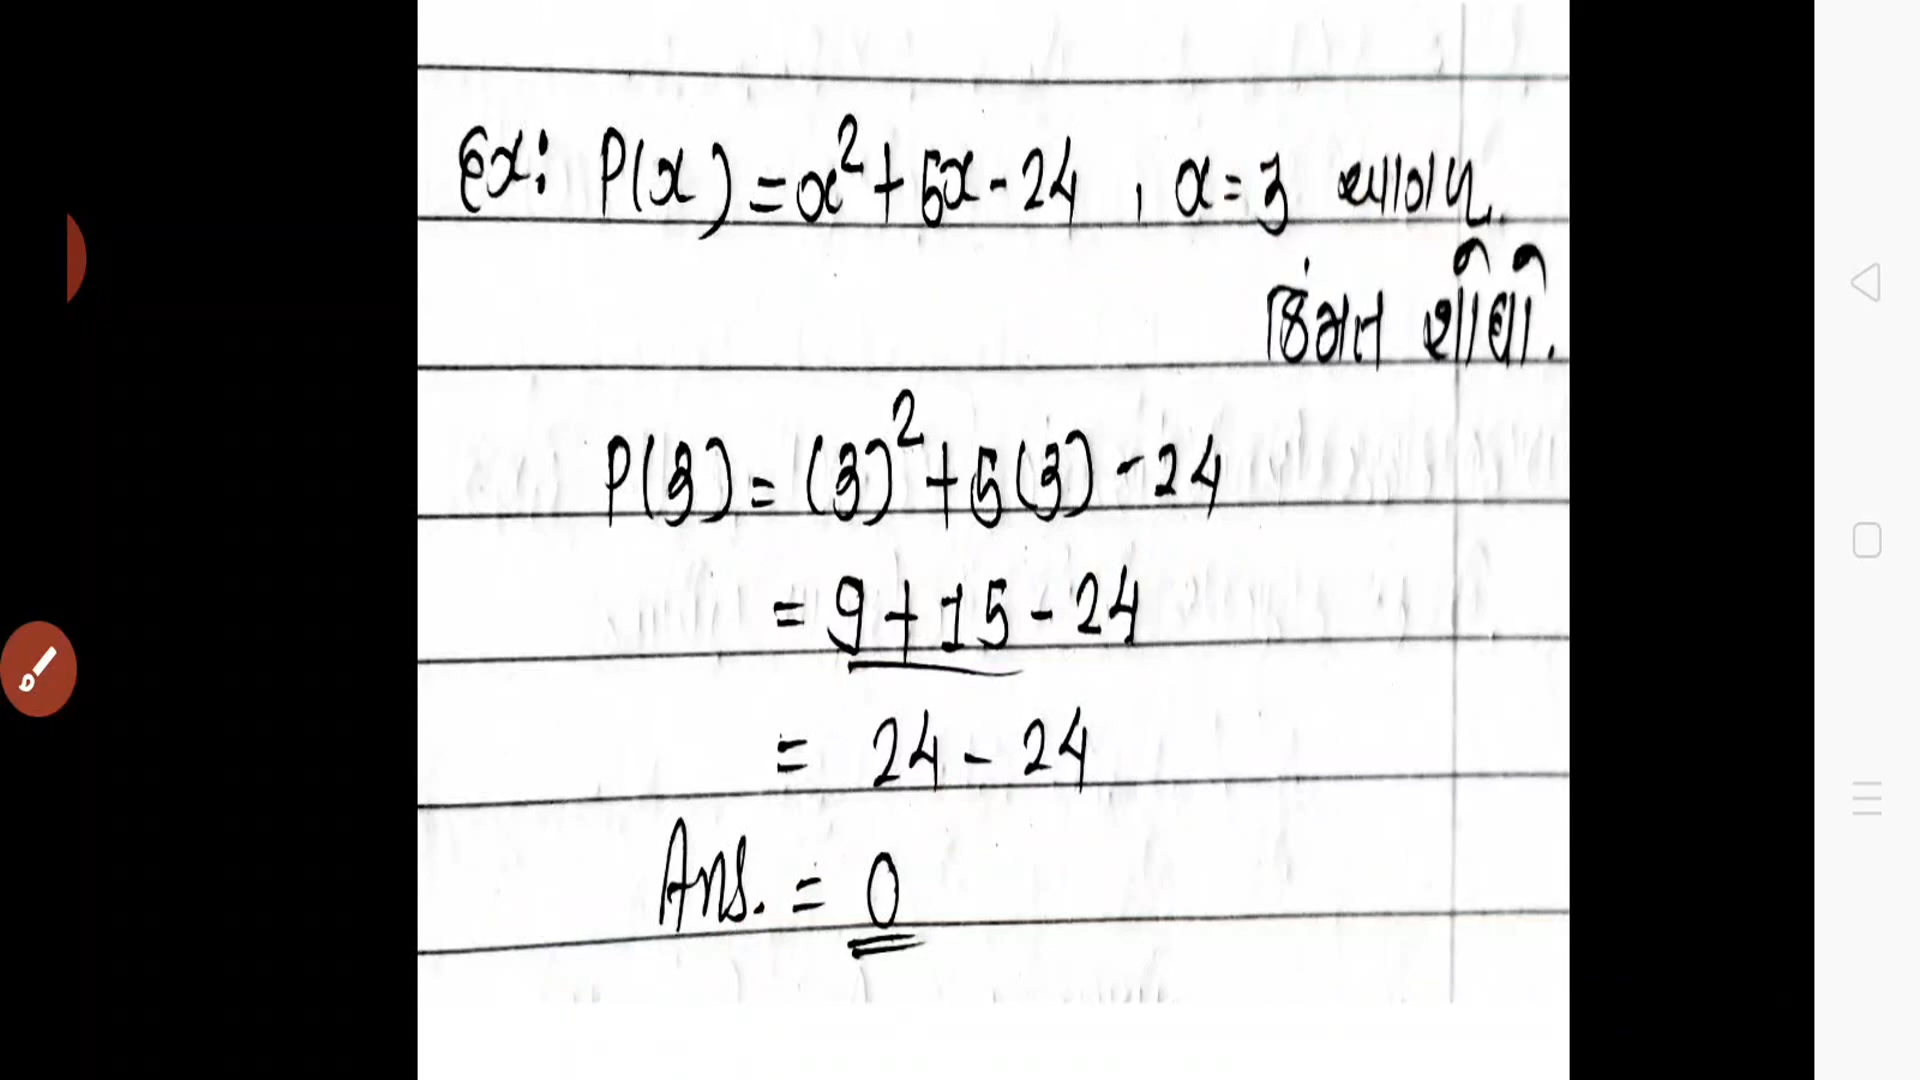 Ex: P(x) = x² + 5x - 24 , x = 3 આગળ
કિંમત શોધો.
P(3) = (3)² + 5(3) - 24
= 9 + 15 - 24
= 24 - 24
Ans. = 0